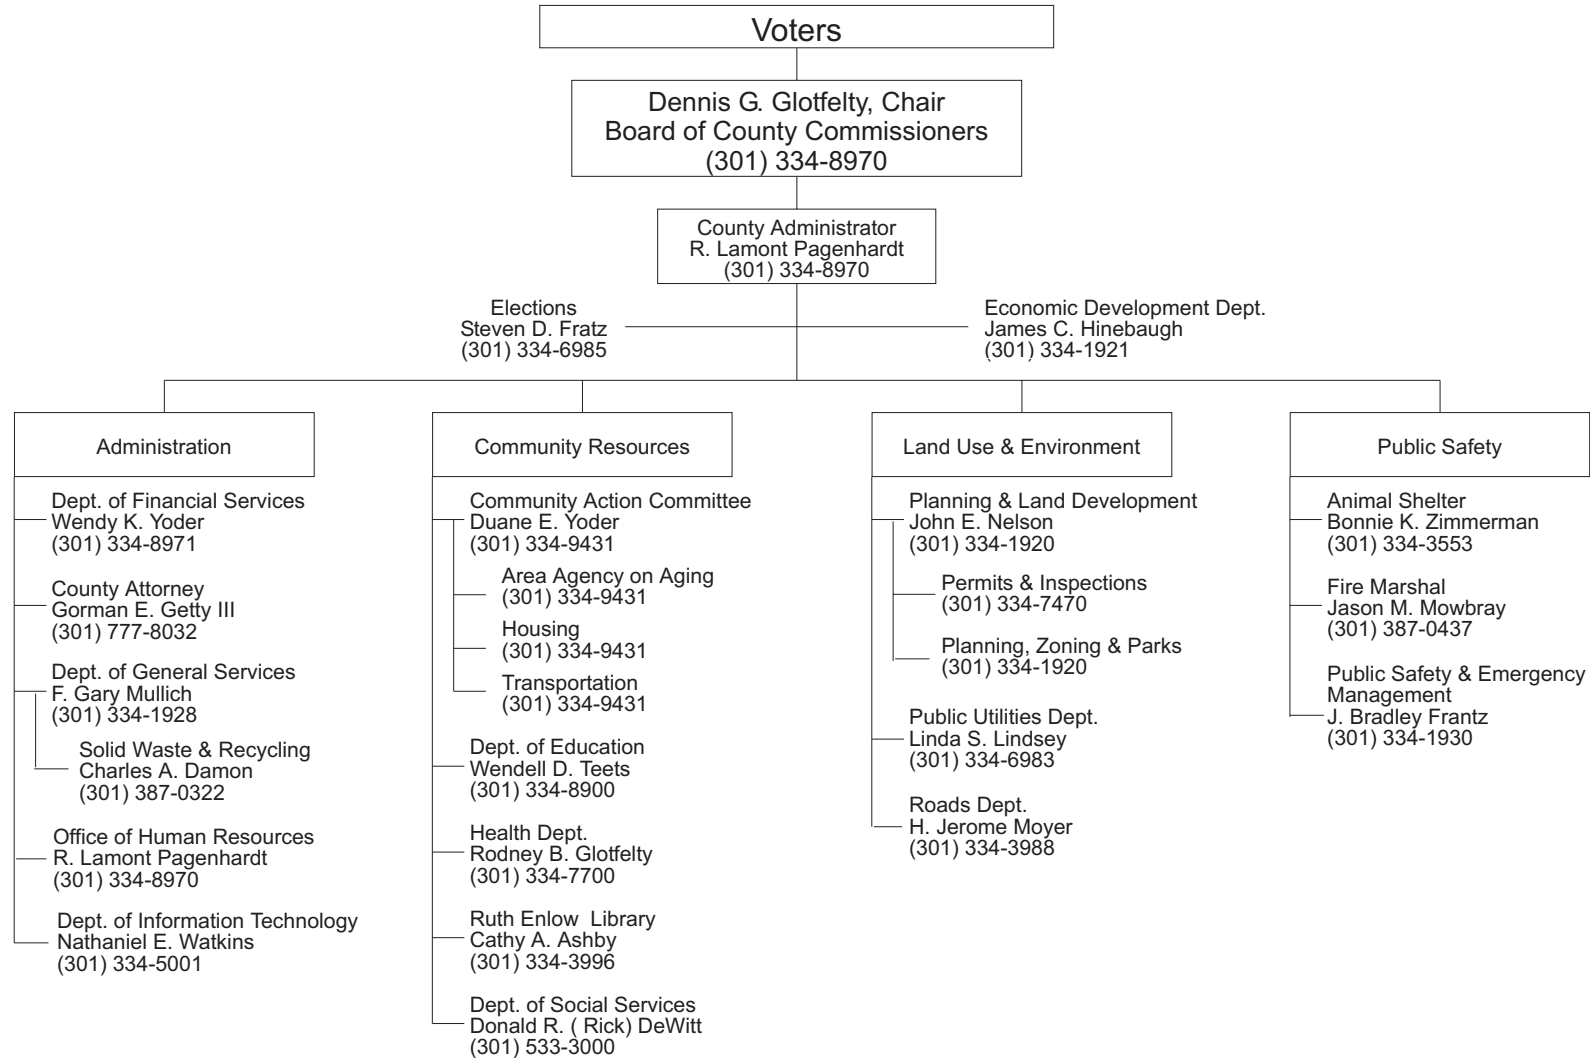 Voters
Dennis G. Glotfelty, Chair
Board of County Commissioners
(301) 334-8970
County Administrator
R. Lamont Pagenhardt
(301) 334-8970
Elections
Steven D. Fratz
(301) 334-6985
Economic Development Dept.
James C. Hinebaugh
(301) 334-1921
Administration
Dept. of Financial Services
Wendy K. Yoder
(301) 334-8971
County Attorney
Gorman E. Getty III
(301) 777-8032
Dept. of General Services
F. Gary Mullich
(301) 334-1928
Solid Waste & Recycling
Charles A. Damon
(301) 387-0322
Office of Human Resources
R. Lamont Pagenhardt
(301) 334-8970
Dept. of Information Technology
Nathaniel E. Watkins
(301) 334-5001
Community Resources
Community Action Committee
Duane E. Yoder
(301) 334-9431
Area Agency on Aging
(301) 334-9431
Housing
(301) 334-9431
Transportation
(301) 334-9431
Dept. of Education
Wendell D. Teets
(301) 334-8900
Health Dept.
Rodney B. Glotfelty
(301) 334-7700
Ruth Enlow  Library
Cathy A. Ashby
(301) 334-3996
Dept. of Social Services
Donald R. ( Rick) DeWitt
(301) 533-3000
Land Use & Environment
Planning & Land Development
John E. Nelson
(301) 334-1920
Permits & Inspections
(301) 334-7470
Planning, Zoning & Parks
(301) 334-1920
Public Utilities Dept.
Linda S. Lindsey
(301) 334-6983
Roads Dept.
H. Jerome Moyer
(301) 334-3988
Public Safety
Animal Shelter
Bonnie K. Zimmerman
(301) 334-3553
Fire Marshal
Jason M. Mowbray
(301) 387-0437
Public Safety & Emergency
Management
J. Bradley Frantz
(301) 334-1930